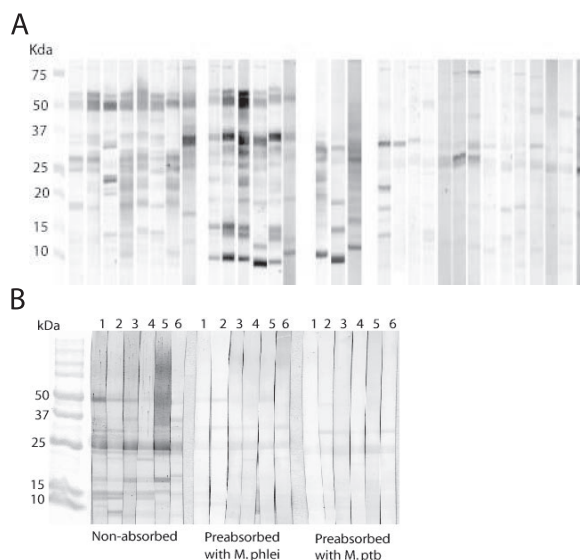 A
Kda
75
50
37
25
20
15
10
B
kDa
1 2 3 4 5 6 1 2 3 4 5 6 1 2 3 4 5 6
50
37
25
15
10
Non-absorbed
Preabsorbed
with M. phlei
Preabsorbed
with M. ptb